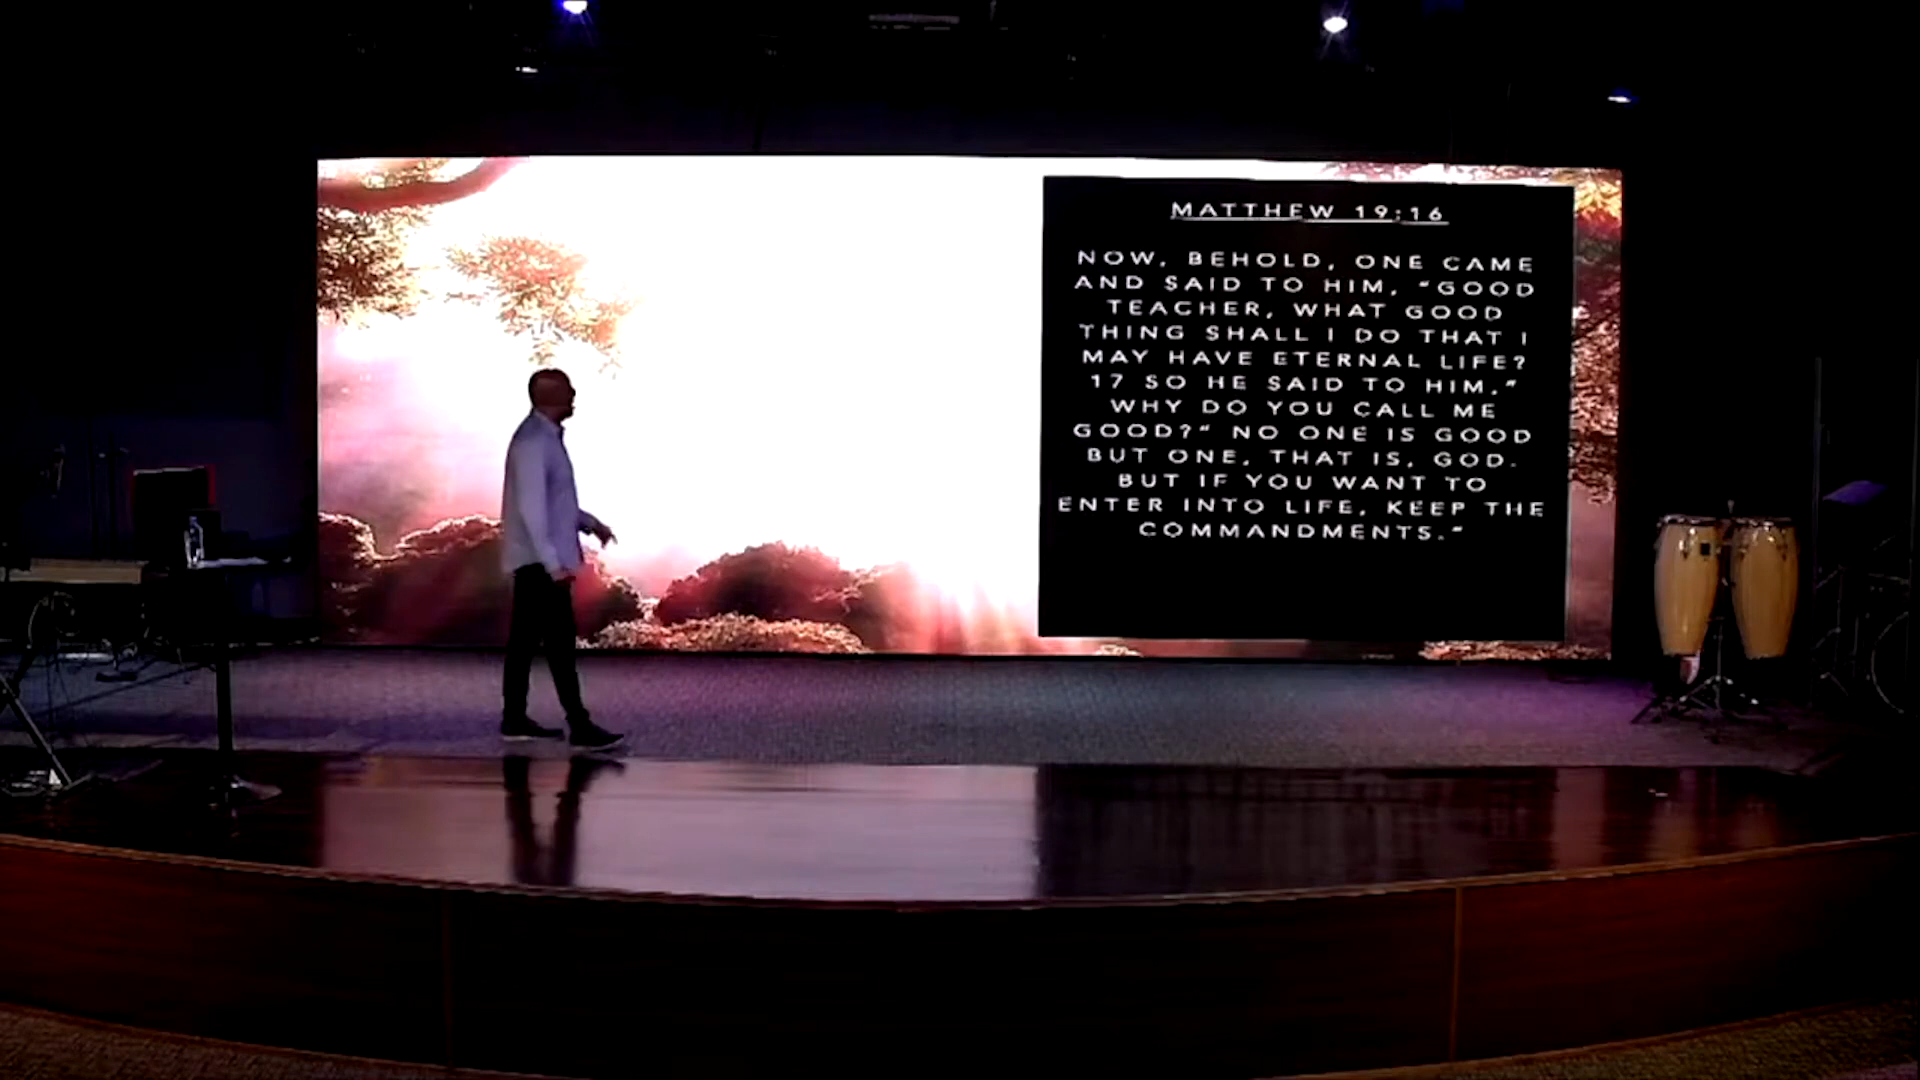 MATTHEW 19:16
NOW, BEHOLD, ONE CAME
AND SAID TO HIM, "GOOD
TEACHER, WHAT GOOD
THING SHALL I DO THAT I
MAY HAVE ETERNAL LIFE?
17 SO HE SAID TO HIM,"
WHY DO YOU CALL ME
GOOD?" NO ONE IS GOOD
BUT ONE, THAT IS, GOD.
BUT IF YOU WANT TO
ENTER INTO LIFE, KEEP THE
COMMANDMENTS."